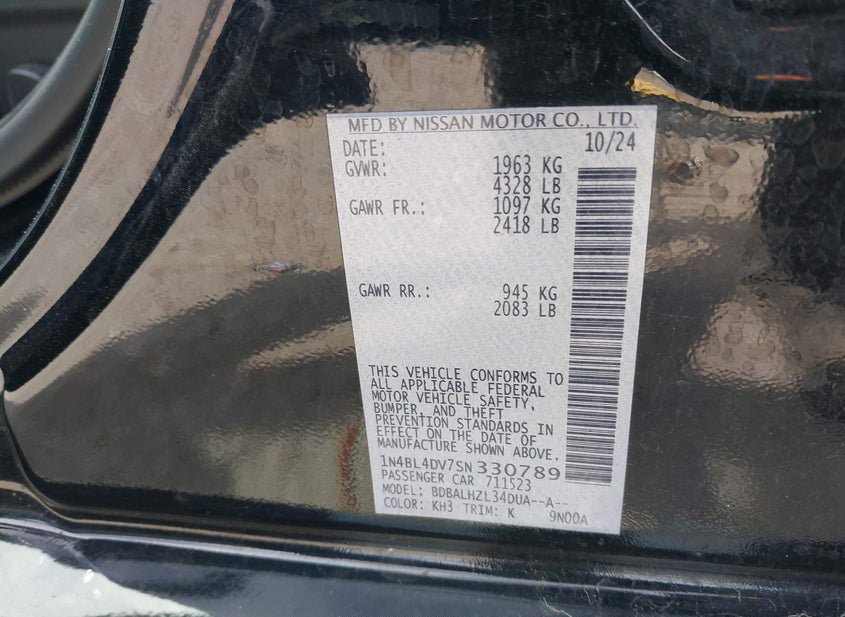 MFD BY NISSAN MOTOR CO., LTD.
DATE: 10/24
GVWR: 1963 KG
4328 LB
GAWR FR.: 1097 KG
2418 LB
GAWR RR.: 945 KG
2083 LB
THIS VEHICLE CONFORMS TO
ALL APPLICABLE FEDERAL
MOTOR VEHICLE SAFETY,
BUMPER, AND THEFT
PREVENTION STANDARDS IN
EFFECT ON THE DATE OF
MANUFACTURE SHOWN ABOVE.
1N4BL4DV7SN330789
PASSENGER CAR 711523
MODEL: BDBALHZL34DUA--A--
COLOR: KH3 TRIM: K 9N00A